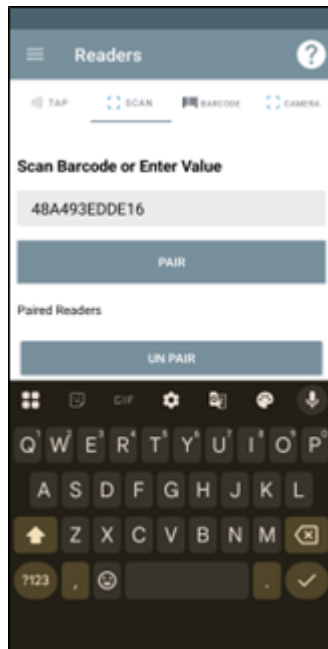 Readers
?
TAP SCAN BARCODE CAMERA
Scan Barcode or Enter Value
48A493EDDE16
PAIR
Paired Readers
UN PAIR
GIF
Q W E R T Y U I O P
A S D F G H J K L
Z X C V B N M
?123 , .